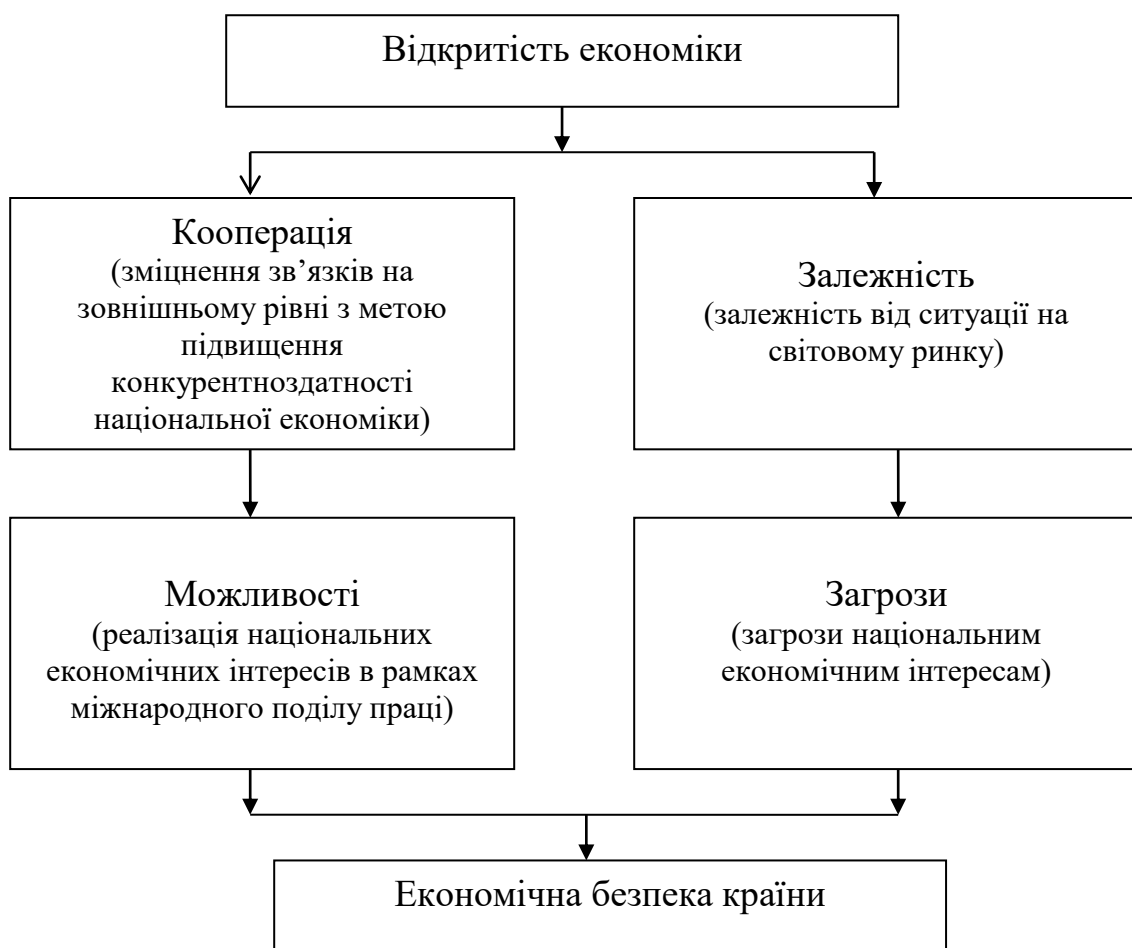 Відкритість економіки
Кооперація
(зміцнення зв’язків на
зовнішньому рівні з метою
підвищення
конкурентноздатності
національної економіки)
Залежність
(залежність від ситуації на
світовому ринку)
Можливості
(реалізація національних
економічних інтересів в рамках
міжнародного поділу праці)
Загрози
(загрози національним
економічним інтересам)
Економічна безпека країни